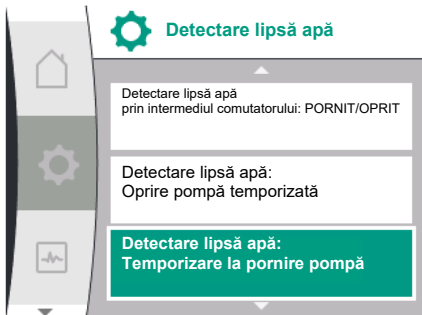 Detectare lipsă apă
Detectare lipsă apă
prin intermediul comutatorului: PORNIT/OPRIT
Detectare lipsă apă:
Oprire pompă temporizată
Detectare lipsă apă:
Temporizare la pornire pompă